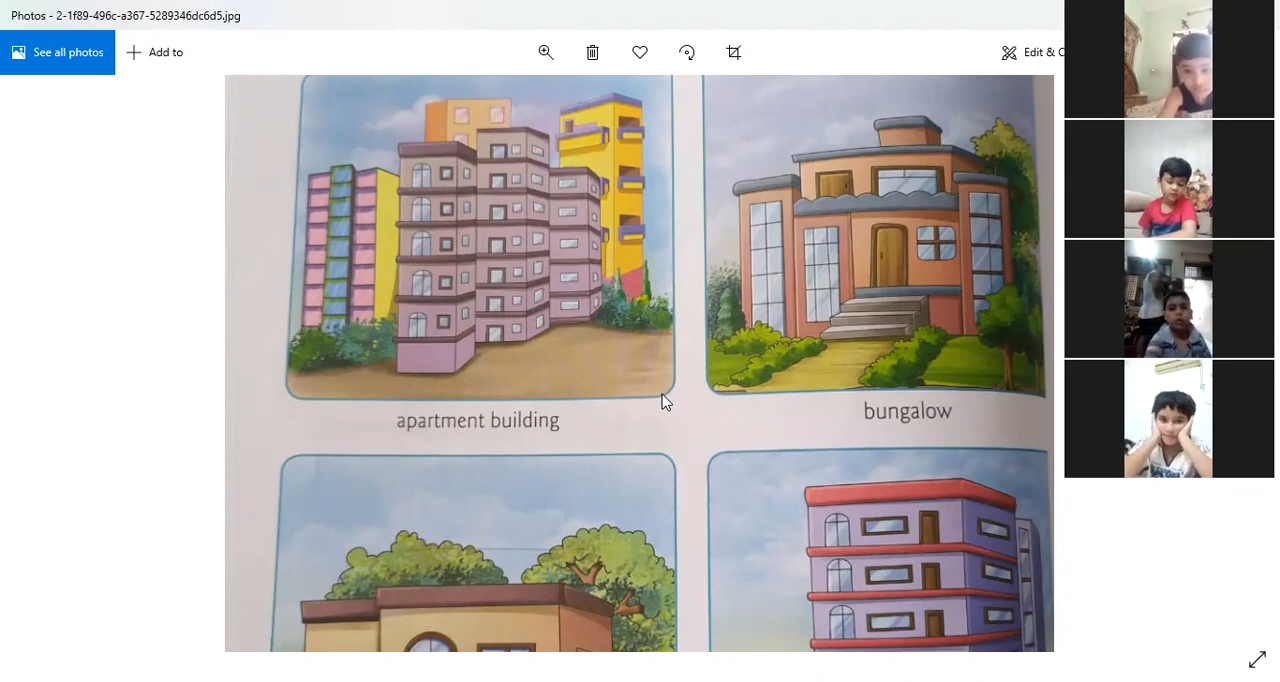 Photos - 2-1f89-496c-a367-5289346dc6d5.jpg
See all photos
Add to
Edit & C
apartment building
bungalow